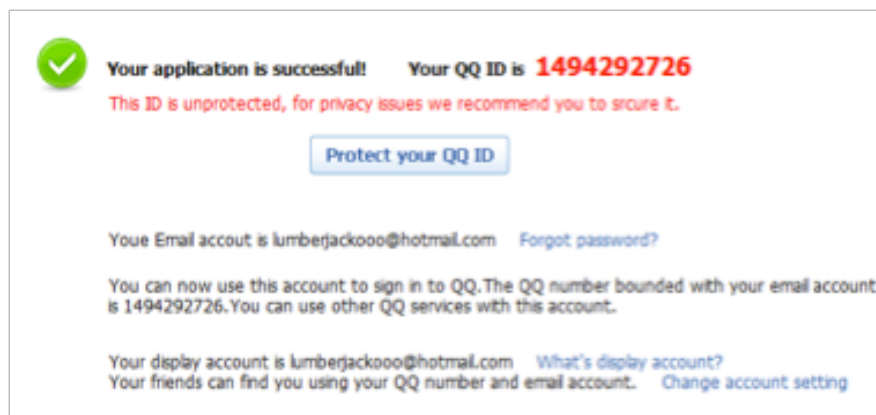 Your application is successful! Your QQ ID is 1494292726
This ID is unprotected, for privacy issues we recommend you to srcure it.
Protect your QQ ID
Youe Email accout is lumberjackooo@hotmail.com Forgot password?
You can now use this account to sign in to QQ.The QQ number bounded with your email account
is 1494292726.You can use other QQ services with this account.
Your display account is lumberjackooo@hotmail.com What's display account?
Your friends can find you using your QQ number and email account. Change account setting